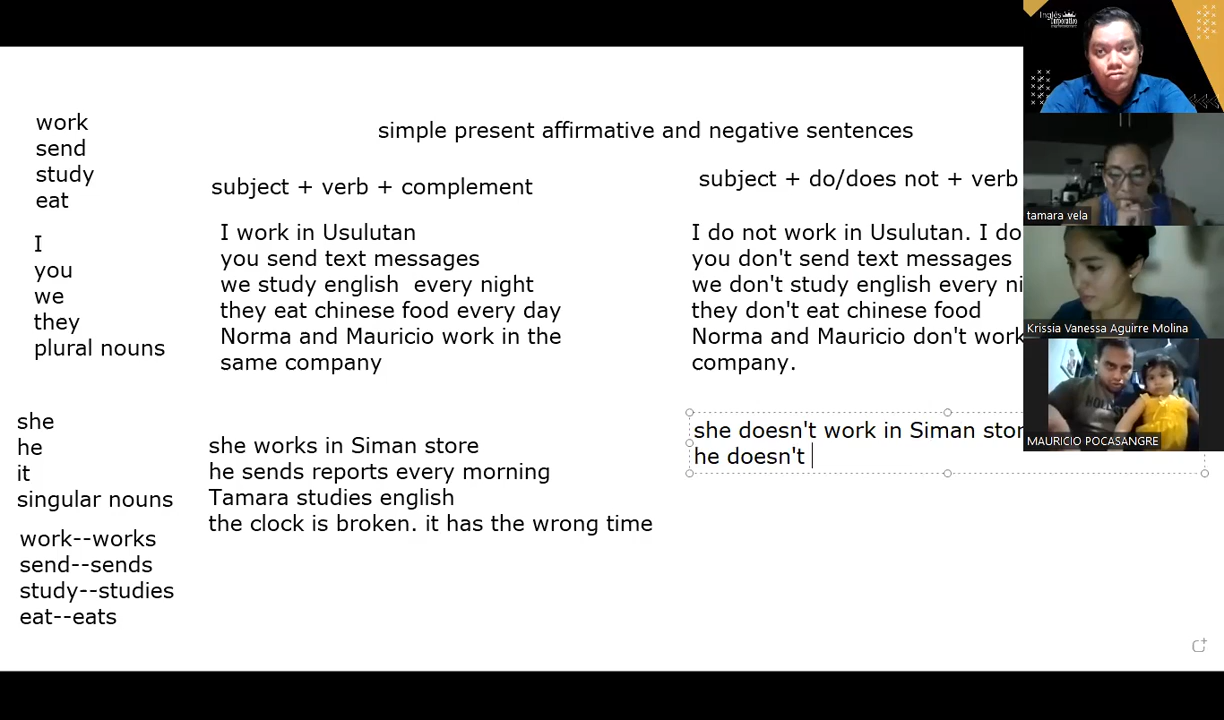 work
send
study
eat
I
you
we
they
plural nouns
she
he
it
singular nouns
work--works
send--sends
study--studies
eat--eats
simple present affirmative and negative sentences
subject + verb + complement
I work in Usulutan
you send text messages
we study english  every night
they eat chinese food every day
Norma and Mauricio work in the
same company
she works in Siman store
he sends reports every morning
Tamara studies english
the clock is broken. it has the wrong time
subject + do/does not + verb
I do not work in Usulutan. I do
you don't send text messages
we don't study english every ni
they don't eat chinese food
Norma and Mauricio don't work
company.
she doesn't work in Siman stor
he doesn't
Inglés
Corporativo
tamara vela
Krissia Vanessa Aguirre Molina
MAURICIO POCASANGRE